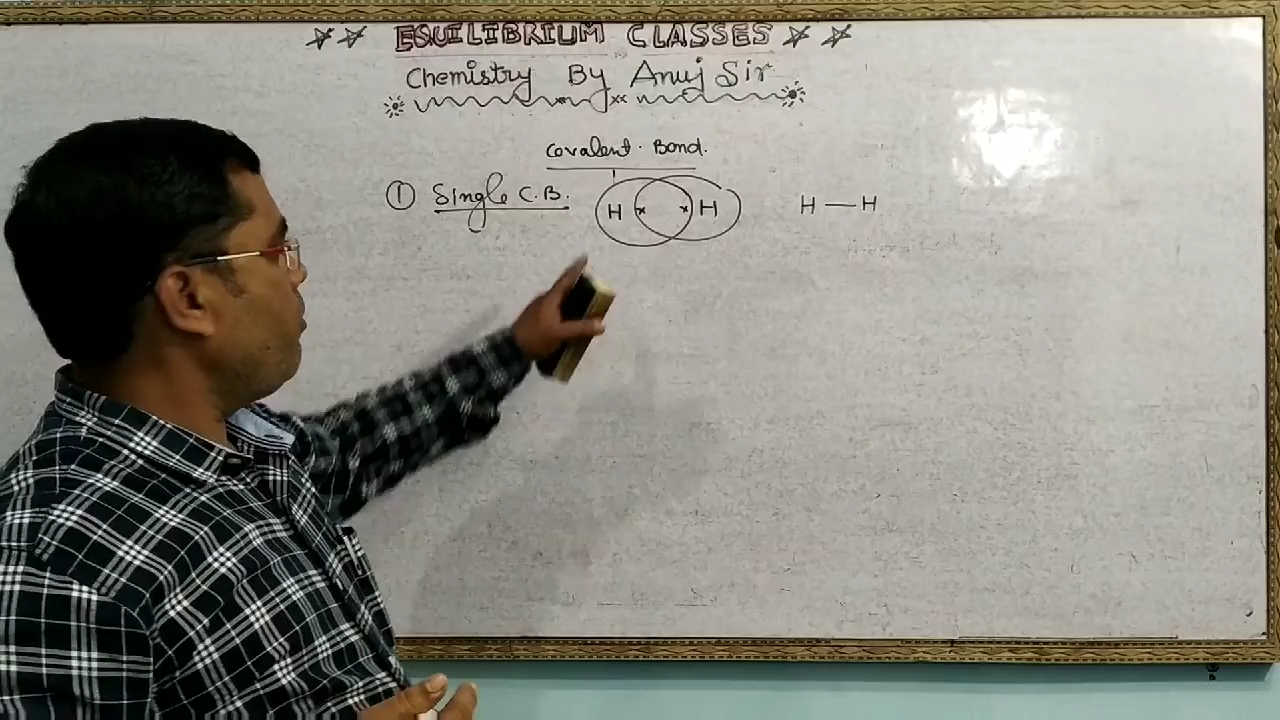 ☆☆ EQUILIBRIUM CLASSES ☆☆
Chemistry By Anuj Sir
Covalent Bond.
① Single C.B. H x x H H — H